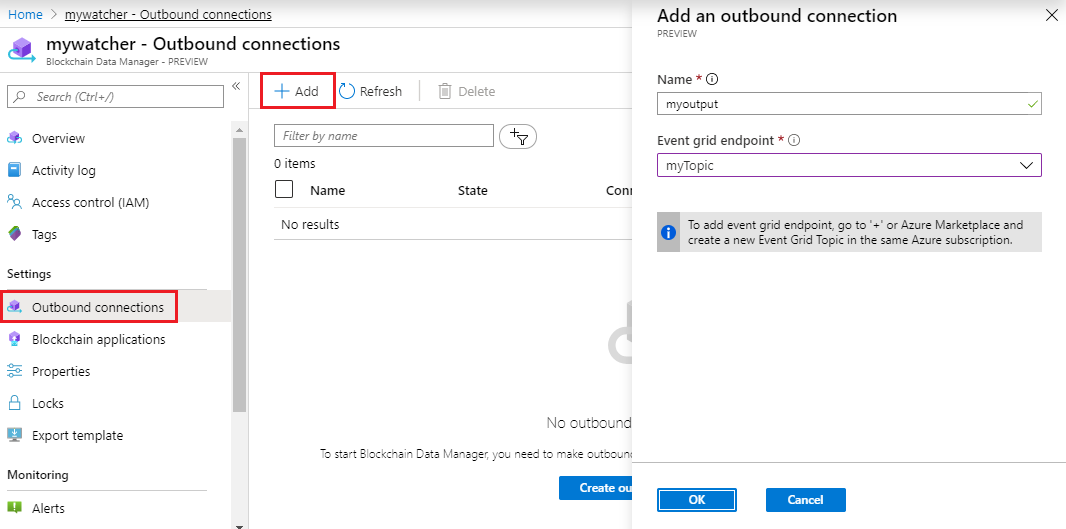 Home > mywatcher - Outbound connections
mywatcher - Outbound connections
Blockchain Data Manager - PREVIEW
Search (Ctrl+/)
«
Overview
Activity log
Access control (IAM)
Tags
Settings
Outbound connections
Blockchain applications
Properties
Locks
Export template
Monitoring
Alerts
+ Add
Refresh
Delete
Filter by name
0 items
Name State Conn
No results
No outbound
To start Blockchain Data Manager, you need to make outboun
Create ou
Add an outbound connection
PREVIEW
Name *
myoutput
Event grid endpoint *
myTopic
To add event grid endpoint, go to '+' or Azure Marketplace and
create a new Event Grid Topic in the same Azure subscription.
OK Cancel